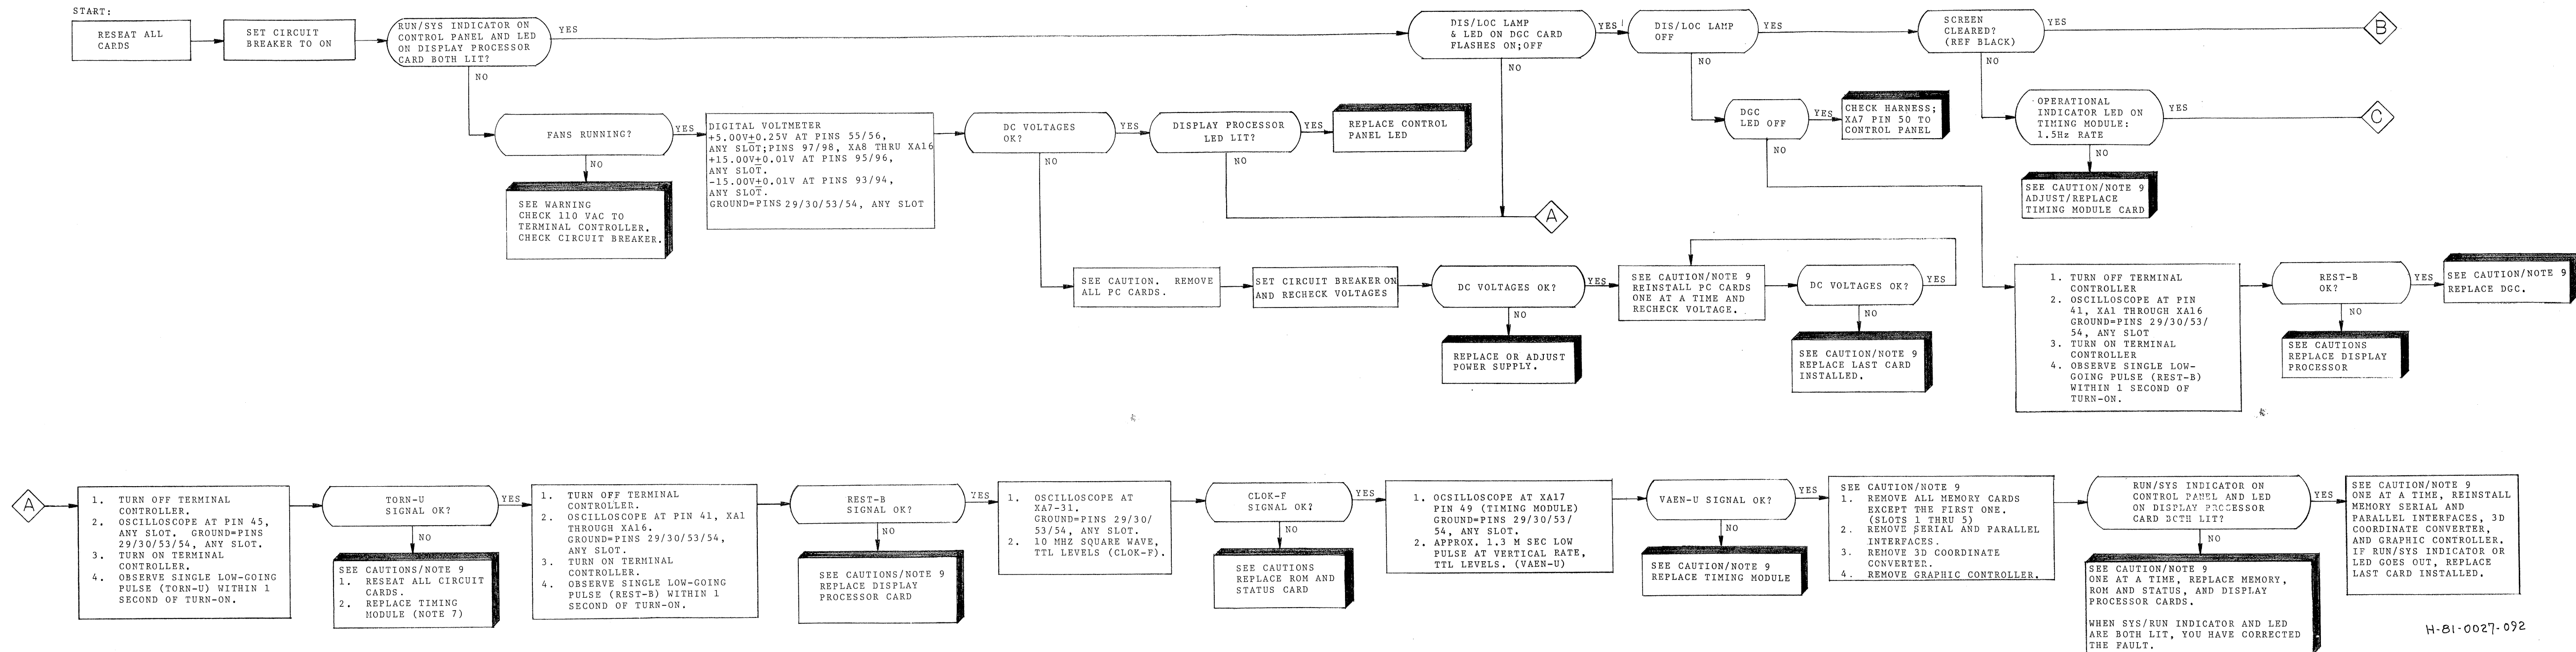 START:
RESEAT ALL
CARDS
SET CIRCUIT
BREAKER TO ON
RUN/SYS INDICATOR ON
CONTROL PANEL AND LED
ON DISPLAY PROCESSOR
CARD BOTH LIT?
YES
NO
DIS/LOC LAMP
& LED ON DGC CARD
FLASHES ON;OFF
YES
NO
DIS/LOC LAMP
OFF
YES
NO
SCREEN
CLEARED?
(REF BLACK)
YES
NO
B
FANS RUNNING?
YES
NO
SEE WARNING
CHECK 110 VAC TO
TERMINAL CONTROLLER.
CHECK CIRCUIT BREAKER.
DIGITAL VOLTMETER
+5.00V±0.25V AT PINS 55/56,
ANY SLOT;PINS 97/98, XA8 THRU XA16
+15.00V±0.01V AT PINS 95/96,
ANY SLOT.
-15.00V±0.01V AT PINS 93/94,
ANY SLOT.
GROUND=PINS 29/30/53/54, ANY SLOT
DC VOLTAGES
OK?
YES
NO
DISPLAY PROCESSOR
LED LIT?
YES
NO
REPLACE CONTROL
PANEL LED
A
DGC
LED OFF
YES
NO
CHECK HARNESS;
XA7 PIN 50 TO
CONTROL PANEL
OPERATIONAL
INDICATOR LED ON
TIMING MODULE:
1.5Hz RATE
YES
NO
C
SEE CAUTION/NOTE 9
ADJUST/REPLACE
TIMING MODULE CARD
SEE CAUTION. REMOVE
ALL PC CARDS.
SET CIRCUIT BREAKER ON
AND RECHECK VOLTAGES
DC VOLTAGES OK?
YES
NO
REPLACE OR ADJUST
POWER SUPPLY.
SEE CAUTION/NOTE 9
REINSTALL PC CARDS
ONE AT A TIME AND
RECHECK VOLTAGE.
DC VOLTAGES OK?
YES
NO
SEE CAUTION/NOTE 9
REPLACE LAST CARD
INSTALLED.
1. TURN OFF TERMINAL
CONTROLLER
2. OSCILLOSCOPE AT PIN
41, XA1 THROUGH XA16
GROUND=PINS 29/30/53/
54, ANY SLOT
3. TURN ON TERMINAL
CONTROLLER
4. OBSERVE SINGLE LOW-
GOING PULSE (REST-B)
WITHIN 1 SECOND OF
TURN-ON.
REST-B
OK?
YES
NO
SEE CAUTION/NOTE 9
REPLACE DGC.
SEE CAUTIONS
REPLACE DISPLAY
PROCESSOR
A
1. TURN OFF TERMINAL
CONTROLLER.
2. OSCILLOSCOPE AT PIN 45,
ANY SLOT. GROUND=PINS
29/30/53/54, ANY SLOT.
3. TURN ON TERMINAL
CONTROLLER.
4. OBSERVE SINGLE LOW-GOING
PULSE (TORN-U) WITHIN 1
SECOND OF TURN-ON.
TORN-U
SIGNAL OK?
YES
NO
SEE CAUTIONS/NOTE 9
1. RESEAT ALL CIRCUIT
CARDS.
2. REPLACE TIMING
MODULE (NOTE 7)
1. TURN OFF TERMINAL
CONTROLLER.
2. OSCILLOSCOPE AT PIN 41, XA1
THROUGH XA16.
GROUND=PINS 29/30/53/54,
ANY SLOT.
3. TURN ON TERMINAL
CONTROLLER.
4. OBSERVE SINGLE LOW-GOING
PULSE (REST-B) WITHIN 1
SECOND OF TURN-ON.
REST-B
SIGNAL OK?
YES
NO
SEE CAUTIONS/NOTE 9
REPLACE DISPLAY
PROCESSOR CARD
1. OSCILLOSCOPE AT
XA7-31.
GROUND=PINS 29/30/
53/54, ANY SLOT.
2. 10 MHZ SQUARE WAVE,
TTL LEVELS (CLOK-F).
CLOK-F
SIGNAL OK?
YES
NO
SEE CAUTIONS
REPLACE ROM AND
STATUS CARD
1. OCSILLOSCOPE AT XA17
PIN 49 (TIMING MODULE)
GROUND=PINS 29/30/53/
54, ANY SLOT.
2. APPROX. 1.3 M SEC LOW
PULSE AT VERTICAL RATE,
TTL LEVELS. (VAEN-U)
VAEN-U SIGNAL OK?
YES
NO
SEE CAUTION/NOTE 9
REPLACE TIMING MODULE
SEE CAUTION/NOTE 9
1. REMOVE ALL MEMORY CARDS
EXCEPT THE FIRST ONE.
(SLOTS 1 THRU 5)
2. REMOVE SERIAL AND PARALLEL
INTERFACES.
3. REMOVE 3D COORDINATE
CONVERTER.
4. REMOVE GRAPHIC CONTROLLER.
RUN/SYS INDICATOR ON
CONTROL PANEL AND LED
ON DISPLAY PROCESSOR
CARD BOTH LIT?
YES
NO
SEE CAUTION/NOTE 9
ONE AT A TIME, REPLACE MEMORY,
ROM AND STATUS, AND DISPLAY
PROCESSOR CARDS.
WHEN SYS/RUN INDICATOR AND LED
ARE BOTH LIT, YOU HAVE CORRECTED
THE FAULT.
SEE CAUTION/NOTE 9
ONE AT A TIME, REINSTALL
MEMORY SERIAL AND
PARALLEL INTERFACES, 3D
COORDINATE CONVERTER,
AND GRAPHIC CONTROLLER.
IF RUN/SYS INDICATOR OR
LED GOES OUT, REPLACE
LAST CARD INSTALLED.
H-81-0027-092